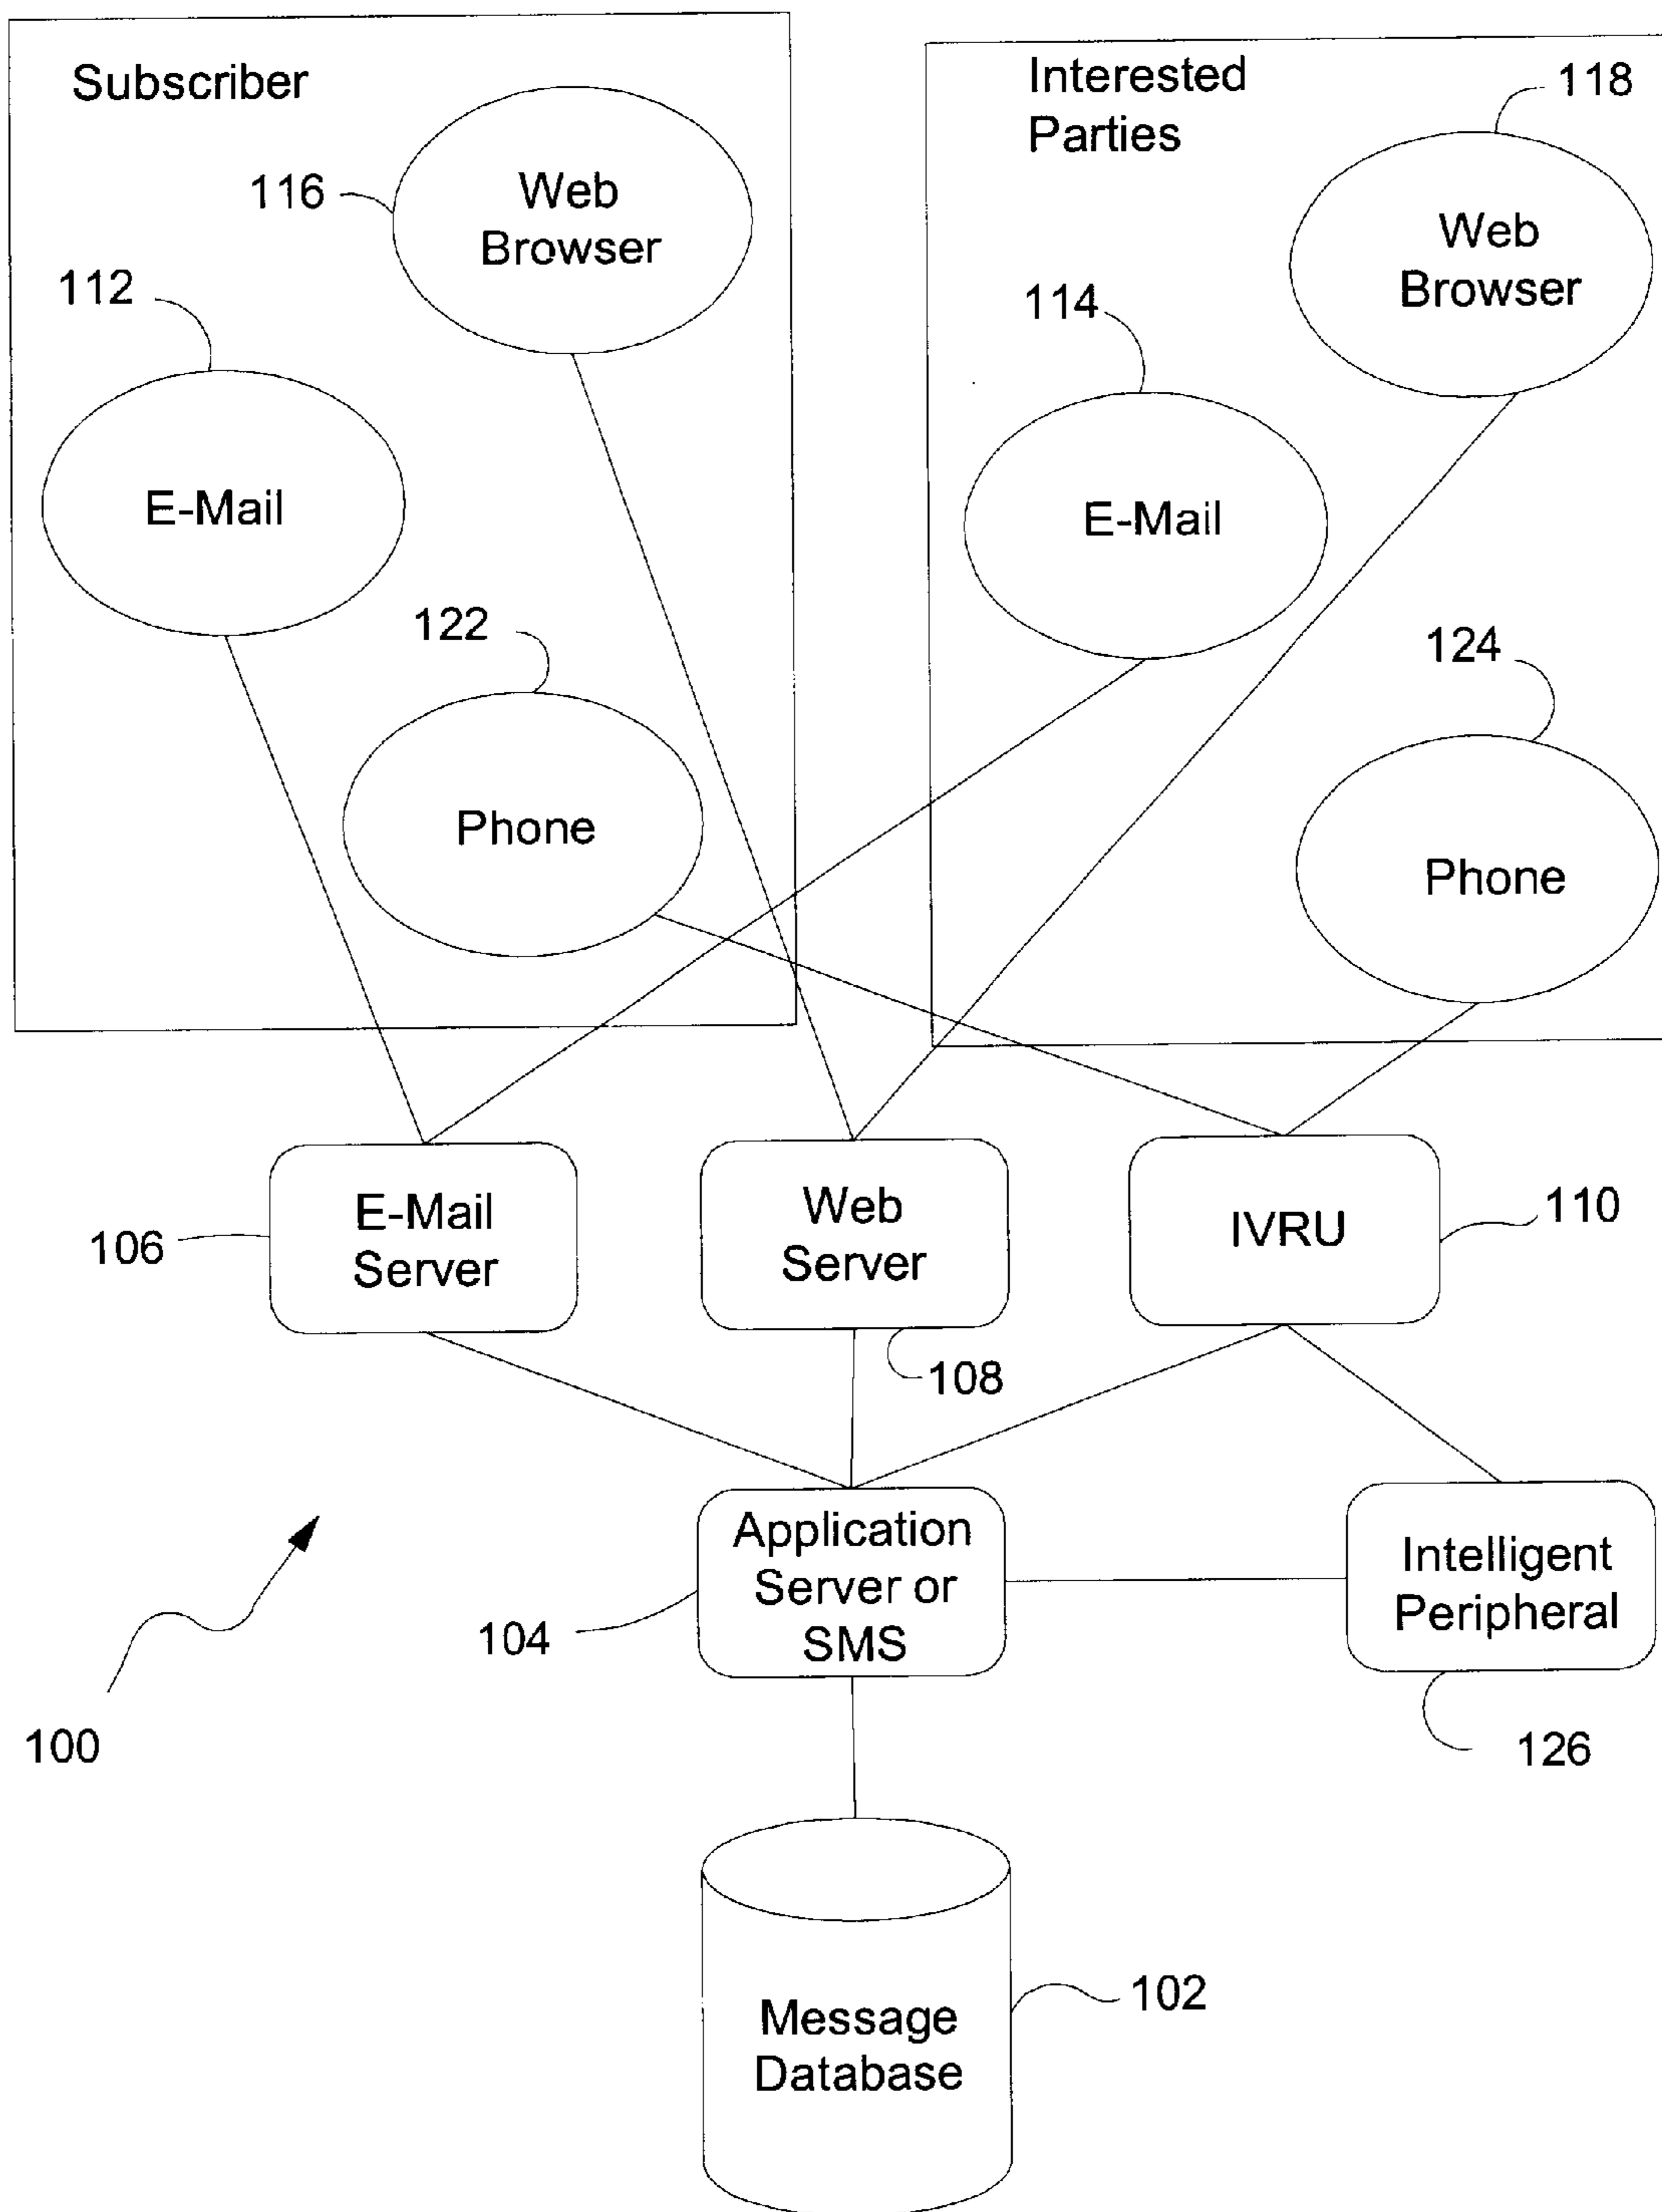 Subscriber
116
Web
Browser
112
E-Mail
122
Phone
Interested
Parties
118
Web
Browser
114
E-Mail
124
Phone
106
E-Mail
Server
Web
Server
108
IVRU
110
Application
Server or
SMS
104
Intelligent
Peripheral
126
100
Message
Database
102